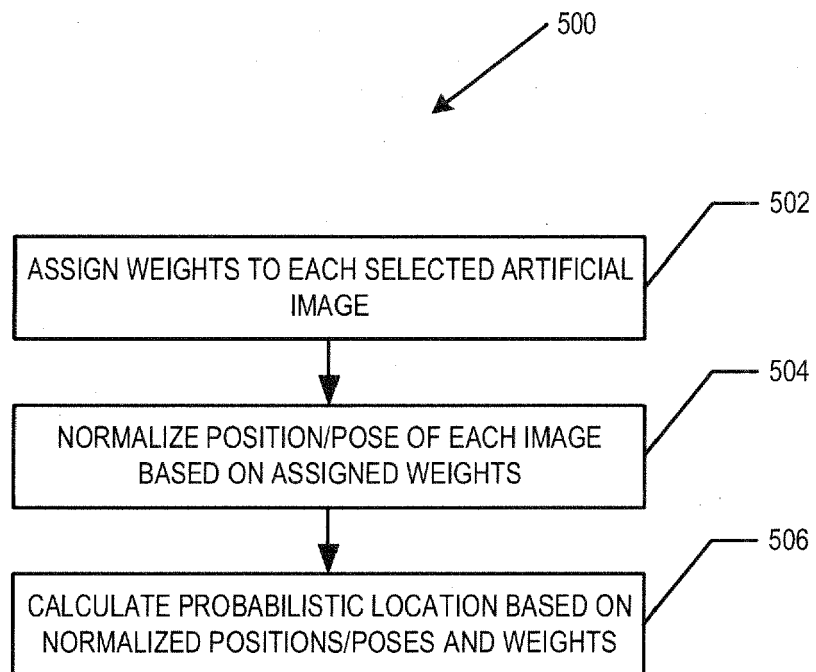 500
502
ASSIGN WEIGHTS TO EACH SELECTED ARTIFICIAL
IMAGE
504
NORMALIZE POSITION/POSE OF EACH IMAGE
BASED ON ASSIGNED WEIGHTS
506
CALCULATE PROBABILISTIC LOCATION BASED ON
NORMALIZED POSITIONS/POSES AND WEIGHTS